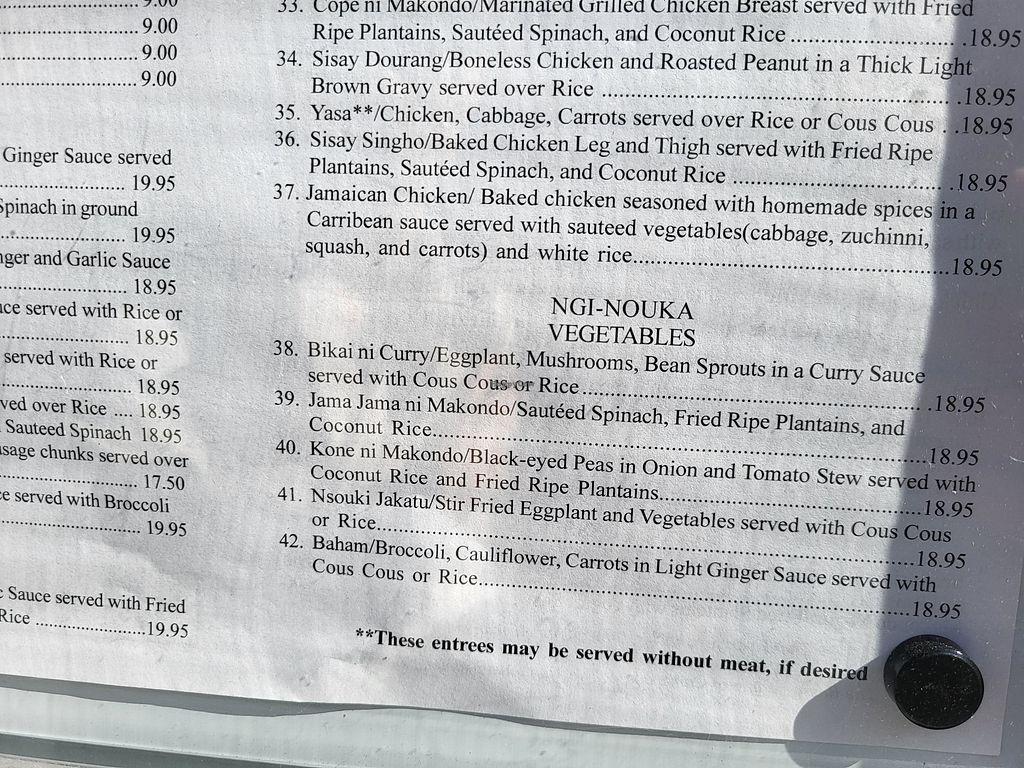 9.00
9.00
9.00
9.00
Ginger Sauce served
19.95
Spinach in ground
19.95
nger and Garlic Sauce
18.95
uce served with Rice or
18.95
served with Rice or
18.95
ved over Rice .... 18.95
Sauteed Spinach 18.95
usage chunks served over
17.50
ce served with Broccoli
19.95
c Sauce served with Fried
Rice .......................19.95
33. Cope ni Makondo/Marinated Grilled Chicken Breast served with Fried
Ripe Plantains, Sautéed Spinach, and Coconut Rice ............................ .18.95
34. Sisay Dourang/Boneless Chicken and Roasted Peanut in a Thick Light
Brown Gravy served over Rice ............................................................ .18.95
35. Yasa**/Chicken, Cabbage, Carrots served over Rice or Cous Cous . .18.95
36. Sisay Singho/Baked Chicken Leg and Thigh served with Fried Ripe
Plantains, Sautéed Spinach, and Coconut Rice ..................................... .18.95
37. Jamaican Chicken/ Baked chicken seasoned with homemade spices in a
Carribean sauce served with sauteed vegetables(cabbage, zuchinni,
squash, and carrots) and white rice.......................................................18.95
NGI-NOUKA
VEGETABLES
38. Bikai ni Curry/Eggplant, Mushrooms, Bean Sprouts in a Curry Sauce
served with Cous Cous or Rice............................................................ .18.95
39. Jama Jama ni Makondo/Sautéed Spinach, Fried Ripe Plantains, and
Coconut Rice.....................................................................................18.95
40. Kone ni Makondo/Black-eyed Peas in Onion and Tomato Stew served with
Coconut Rice and Fried Ripe Plantains.............................................18.95
41. Nsouki Jakatu/Stir Fried Eggplant and Vegetables served with Cous Cous
or Rice..............................................................................................18.95
42. Baham/Broccoli, Cauliflower, Carrots in Light Ginger Sauce served with
Cous Cous or Rice...........................................................................18.95
**These entrees may be served without meat, if desired